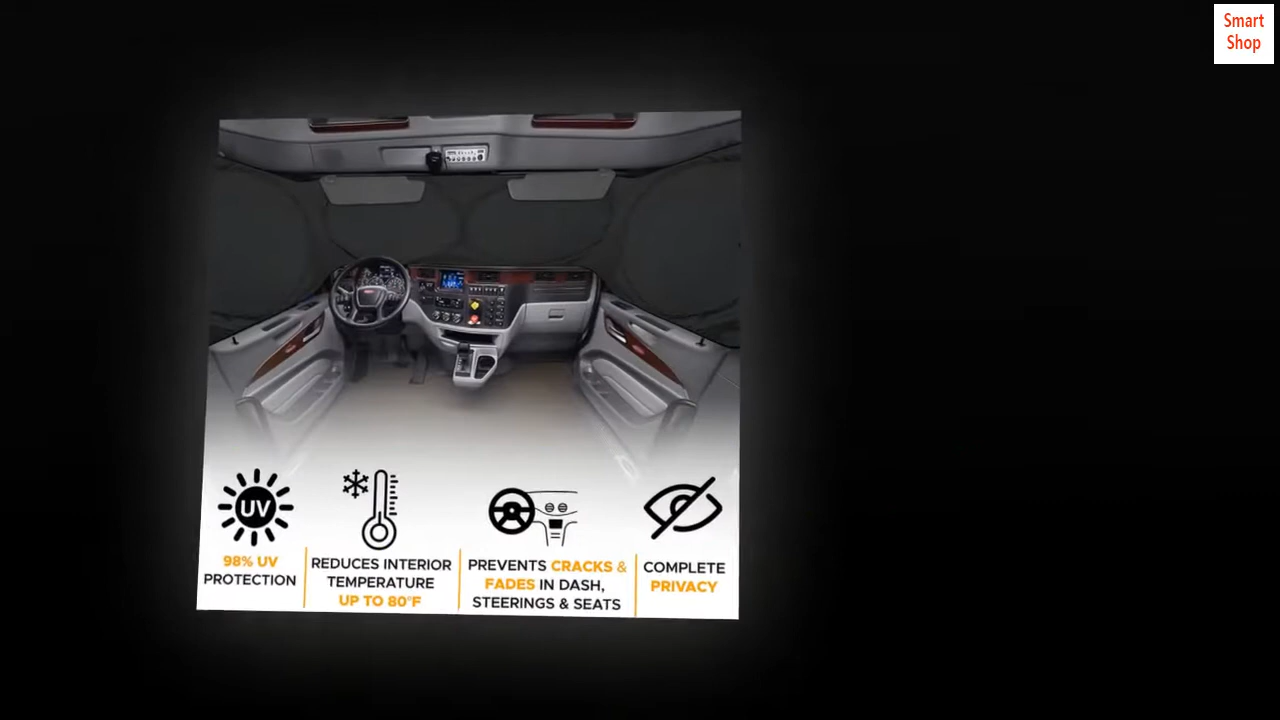 Smart
Shop
UV
98% UV
PROTECTION
REDUCES INTERIOR
TEMPERATURE
UP TO 80°F
PREVENTS CRACKS &
FADES IN DASH,
STEERINGS & SEATS
COMPLETE
PRIVACY